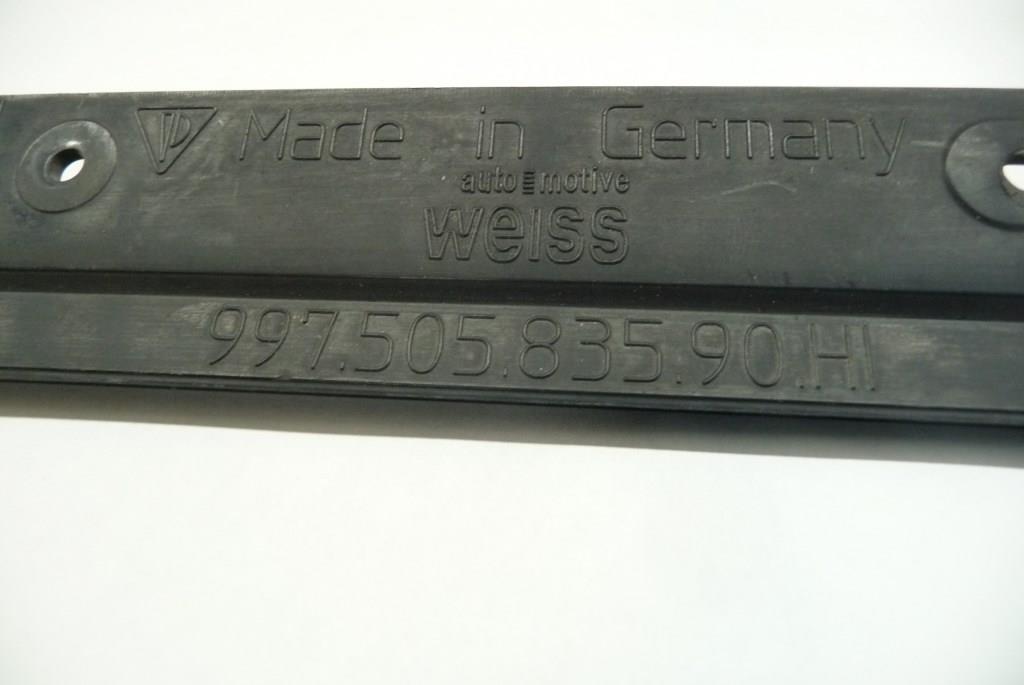 Made in Germany
auto motive
weiss
997.505.835.90.HI